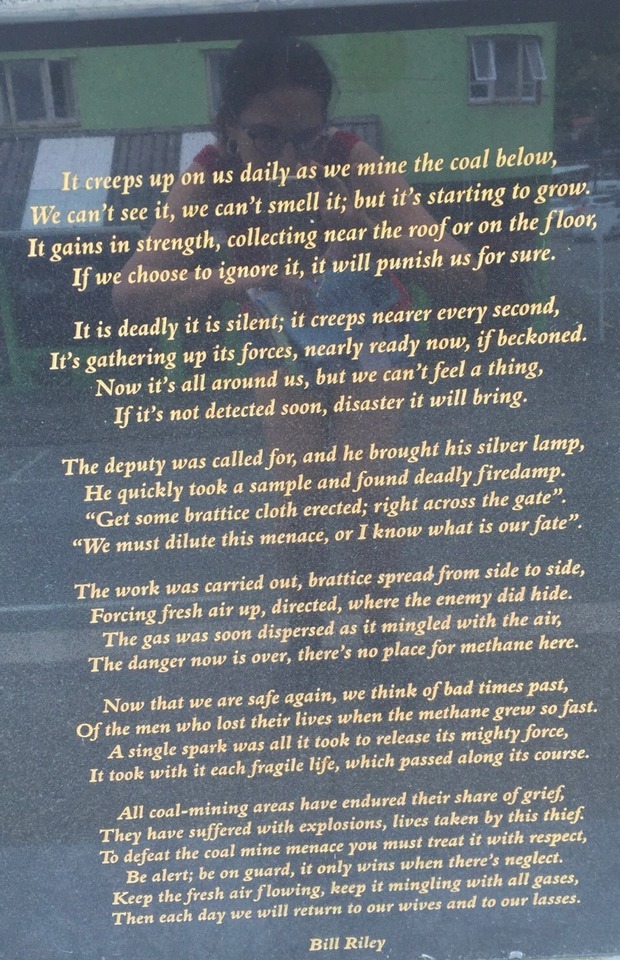 It creeps up on us daily as we mine the coal below,
We can't see it, we can't smell it; but it's starting to grow.
It gains in strength, collecting near the roof or on the floor,
If we choose to ignore it, it will punish us for sure.
It is deadly it is silent; it creeps nearer every second,
It's gathering up its forces, nearly ready now, if beckoned.
Now it's all around us, but we can't feel a thing,
If it's not detected soon, disaster it will bring.
The deputy was called for, and he brought his silver lamp,
He quickly took a sample and found deadly firedamp.
“Get some brattice cloth erected; right across the gate”.
“We must dilute this menace, or I know what is our fate”.
The work was carried out, brattice spread from side to side,
Forcing fresh air up, directed, where the enemy did hide.
The gas was soon dispersed as it mingled with the air,
The danger now is over, there's no place for methane here.
Now that we are safe again, we think of bad times past,
Of the men who lost their lives when the methane grew so fast.
A single spark was all it took to release its mighty force,
It took with it each fragile life, which passed along its course.
All coal-mining areas have endured their share of grief,
They have suffered with explosions, lives taken by this thief.
To defeat the coal mine menace you must treat it with respect,
Be alert; be on guard, it only wins when there's neglect.
Keep the fresh air flowing, keep it mingling with all gases,
Then each day we will return to our wives and to our lasses.
Bill Riley